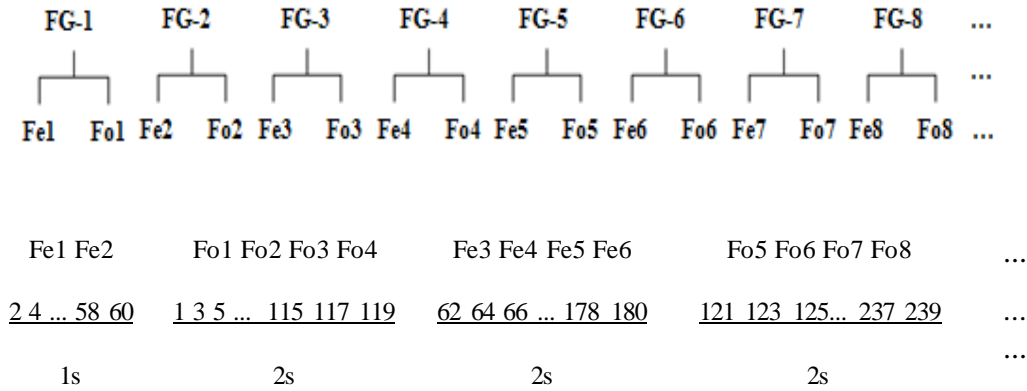 FG-1 FG-2 FG-3 FG-4 FG-5 FG-6 FG-7 FG-8 ...
...
Fe1 Fo1 Fe2 Fo2 Fe3 Fo3 Fe4 Fo4 Fe5 Fo5 Fe6 Fo6 Fe7 Fo7 Fe8 Fo8 ...
Fe1 Fe2 Fo1 Fo2 Fo3 Fo4 Fe3 Fe4 Fe5 Fe6 Fo5 Fo6 Fo7 Fo8 ...
2 4 ... 58 60 1 3 5 ... 115 117 119 62 64 66 ... 178 180 121 123 125... 237 239 ...
...
1s 2s 2s 2s